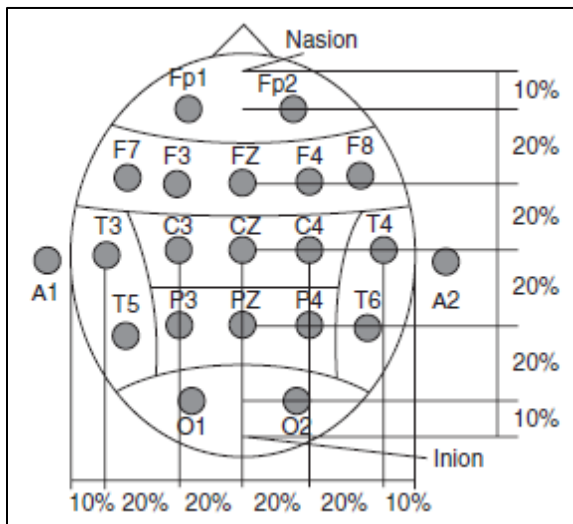 Nasion
Fp1 Fp2 10%
20%
F7 F3 FZ F4 F8
20%
T3 C3 CZ C4 T4
A1 A2
20%
T5 P3 PZ P4 T6
20%
O1 O2 10%
Inion
10% 20% 20% 20% 20% 10%